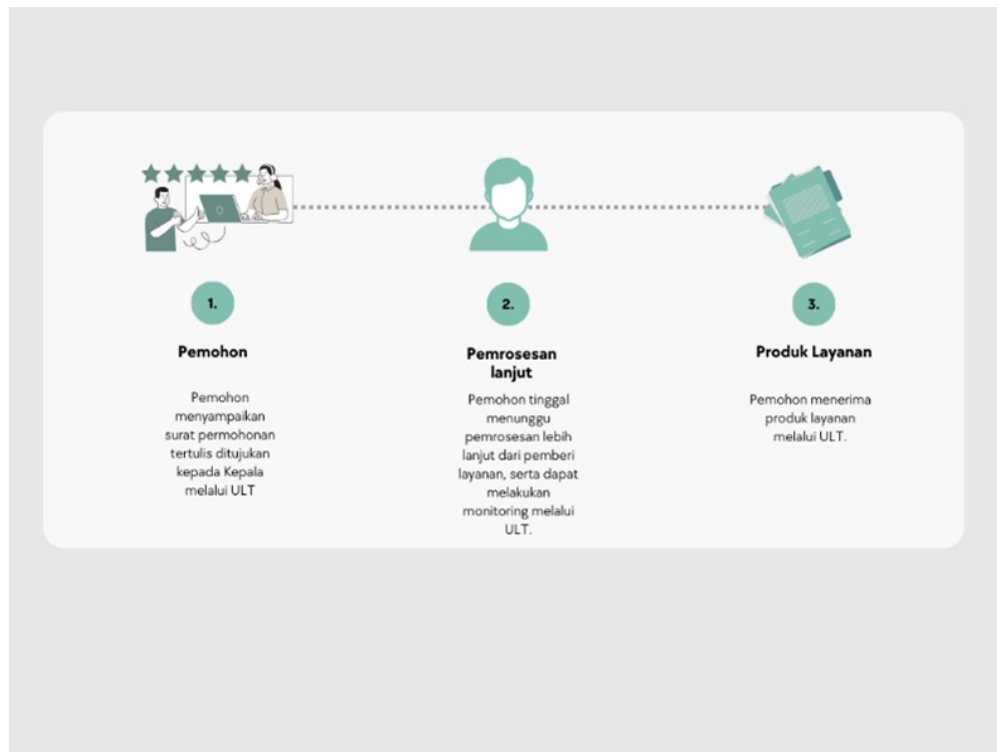 1.
Pemohon
Pemohon
menyampaikan
surat permohonan
tertulis ditujukan
kepada Kepala
melalui ULT
2.
Pemrosesan
lanjut
Pemohon tinggal
menunggu
pemrosesan lebih
lanjut dari pemberi
layanan, serta dapat
melakukan
monitoring melalui
ULT.
3.
Produk Layanan
Pemohon menerima
produk layanan
melalui ULT.